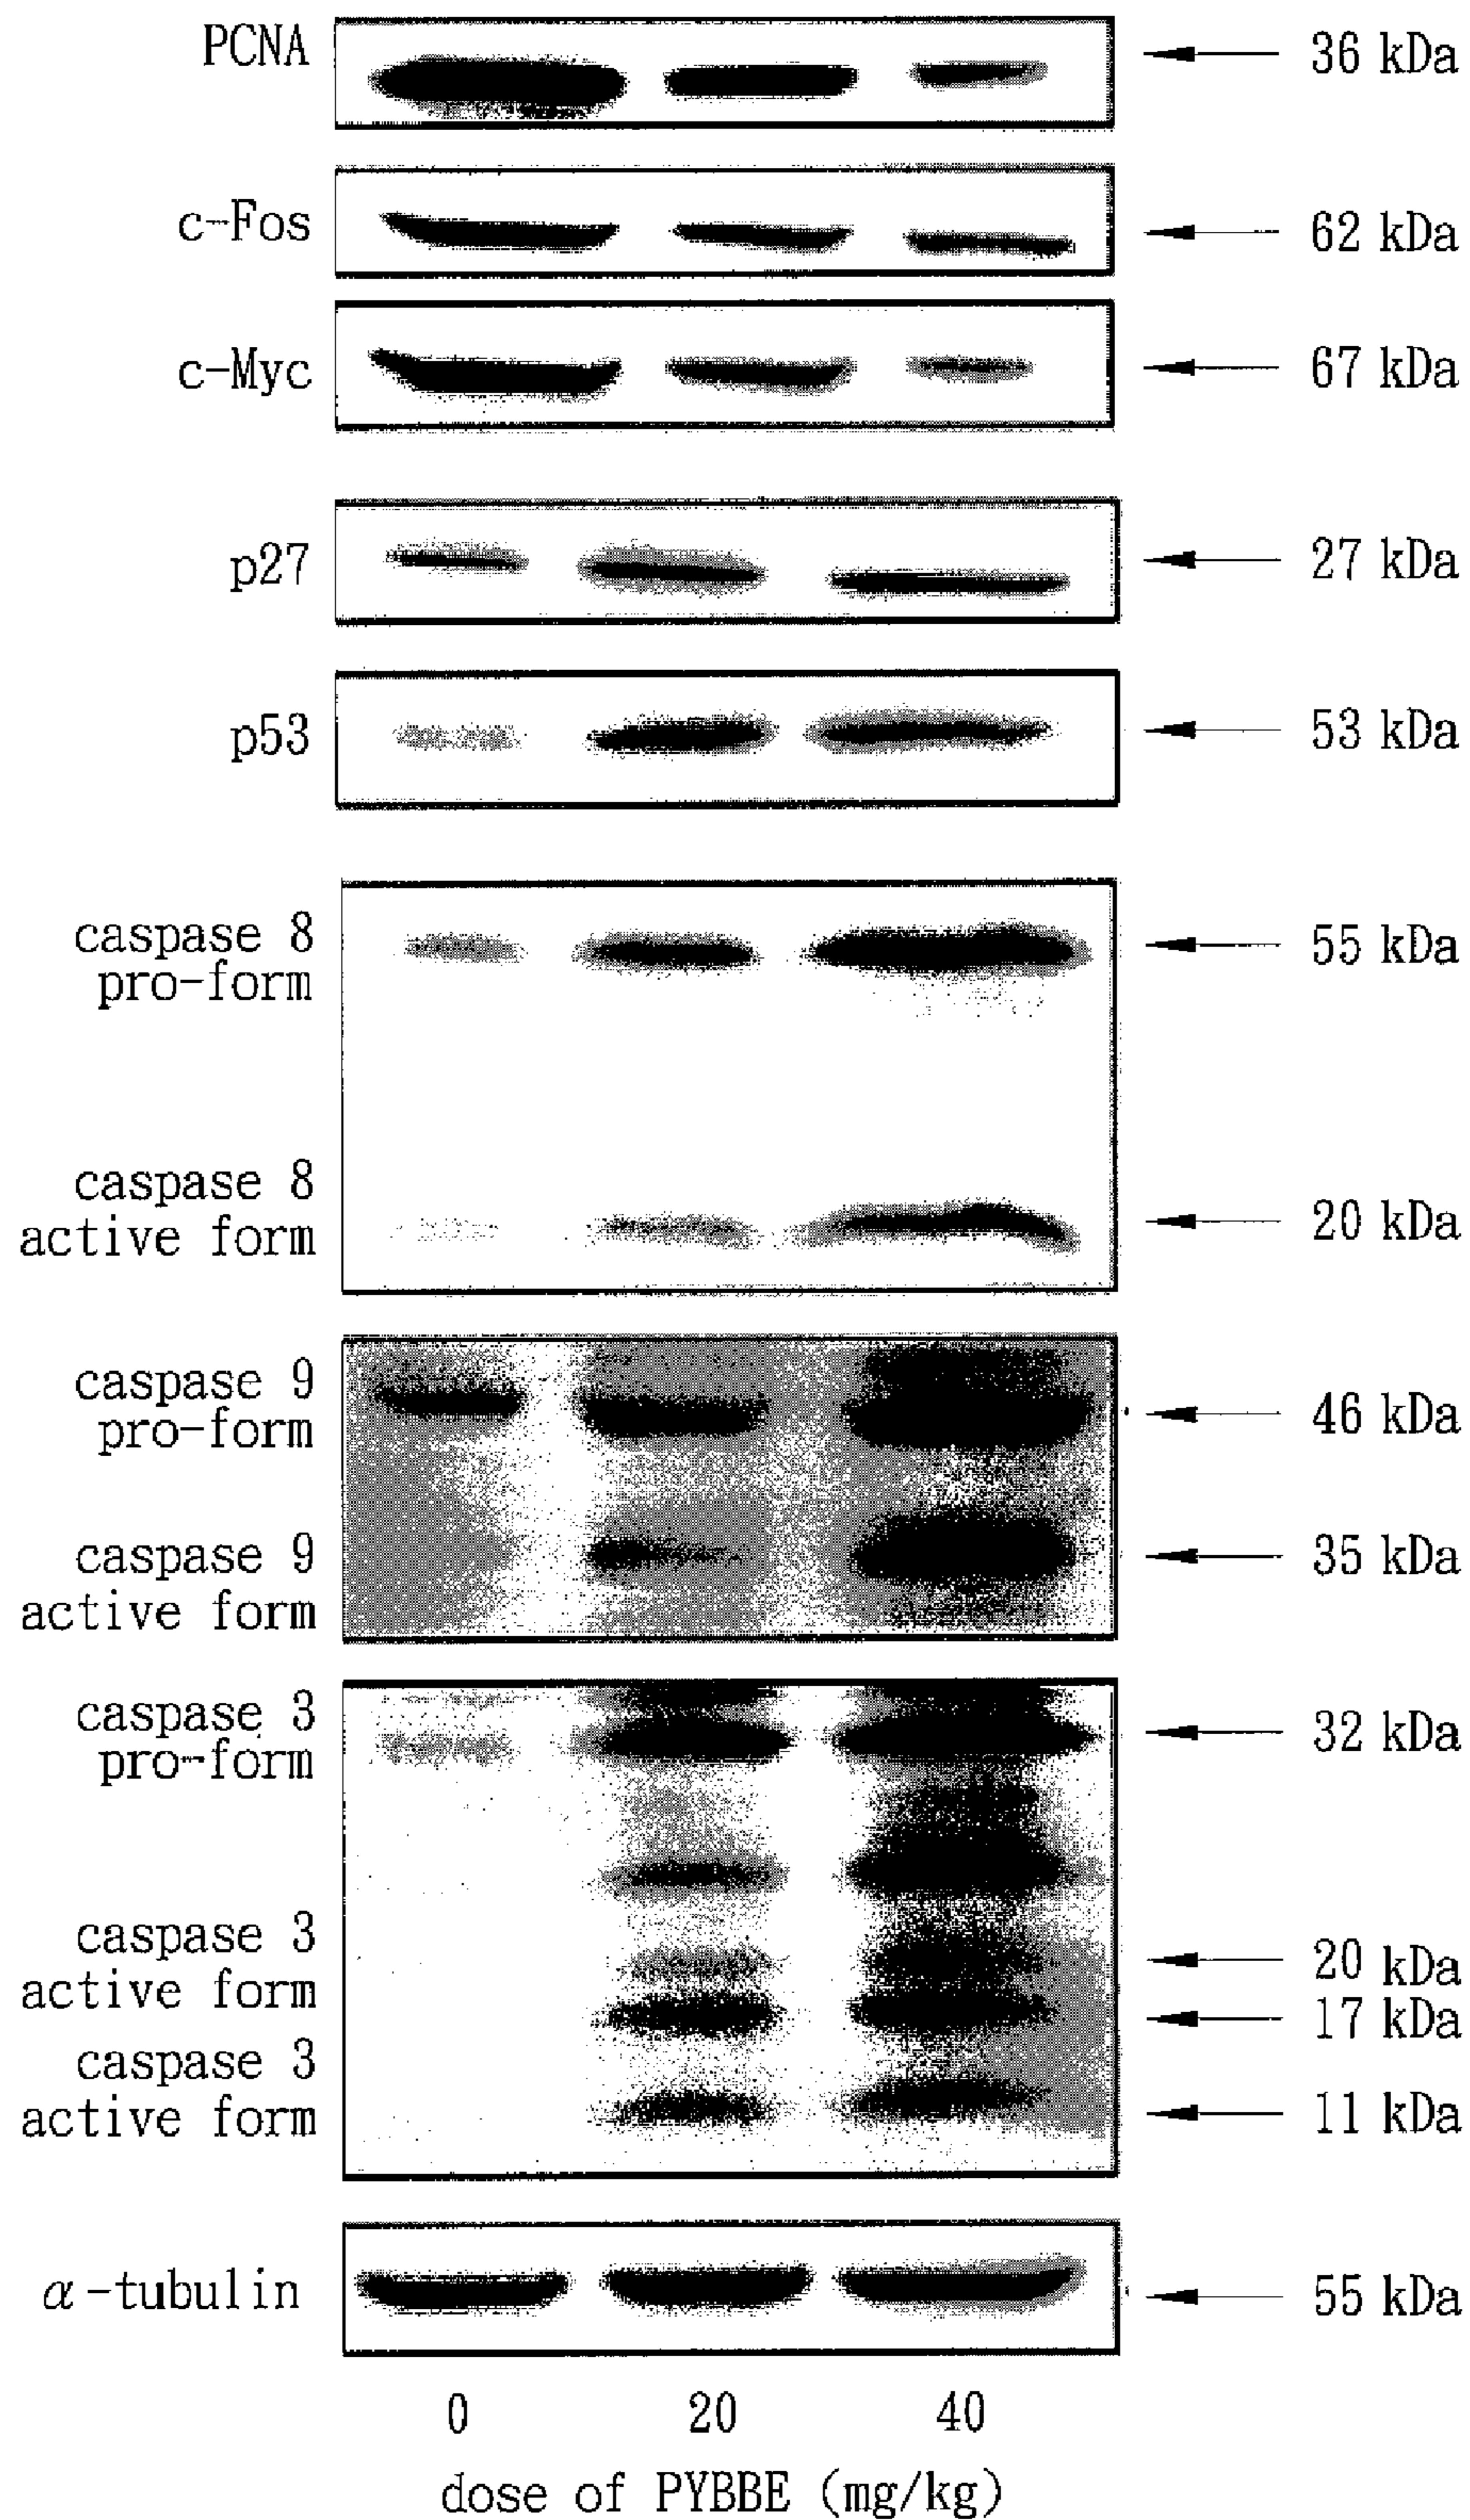 PCNA 36 kDa
c-Fos 62 kDa
c-Myc 67 kDa
p27 27 kDa
p53 53 kDa
caspase 8 55 kDa
pro-form
caspase 8
active form 20 kDa
caspase 9
pro-form 46 kDa
caspase 9 35 kDa
active form
caspase 3 32 kDa
pro-form
caspase 3 20 kDa
active form 17 kDa
caspase 3
active form 11 kDa
α-tubulin 55 kDa
0 20 40
dose of PYBBE (mg/kg)